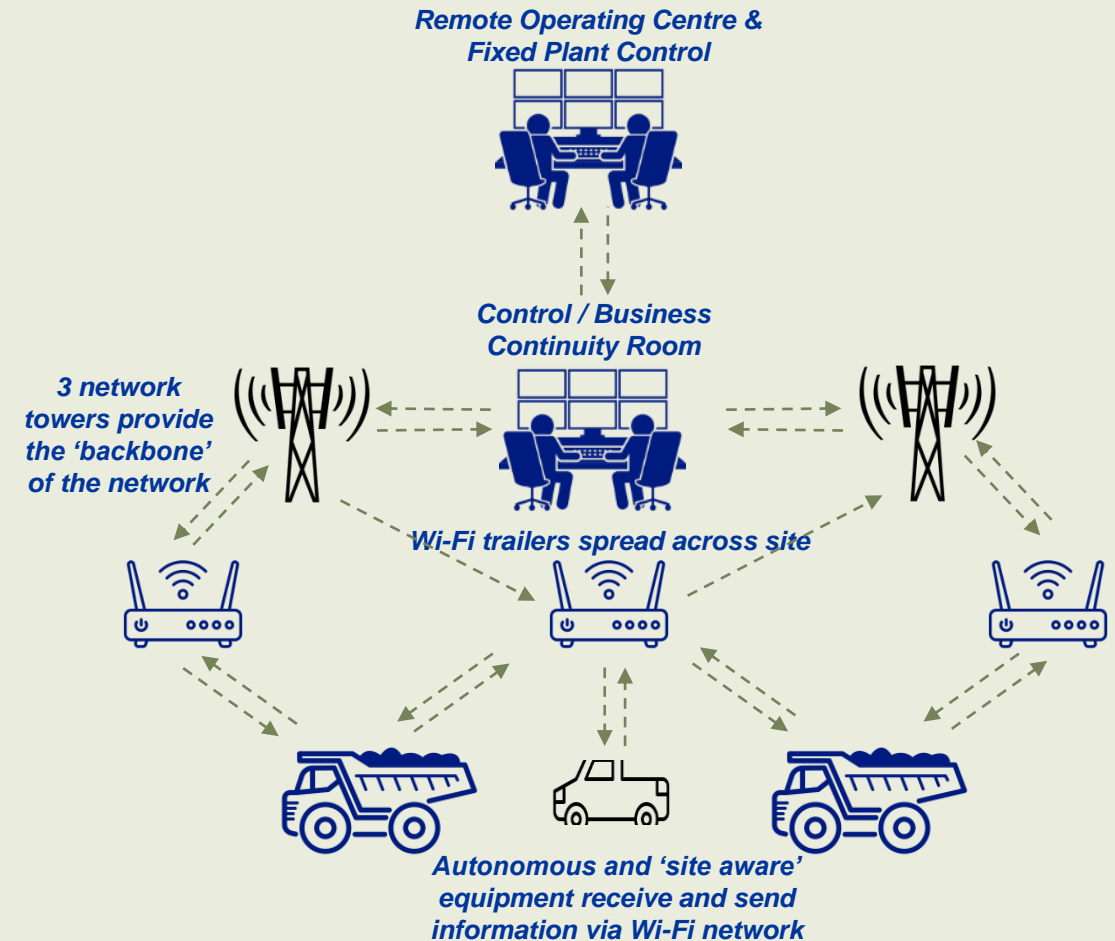 Remote Operating Centre &
Fixed Plant Control
Control / Business
Continuity Room
3 network
towers provide
the ‘backbone’
of the network
Wi-Fi trailers spread across site
Autonomous and ‘site aware’
equipment receive and send
information via Wi-Fi network